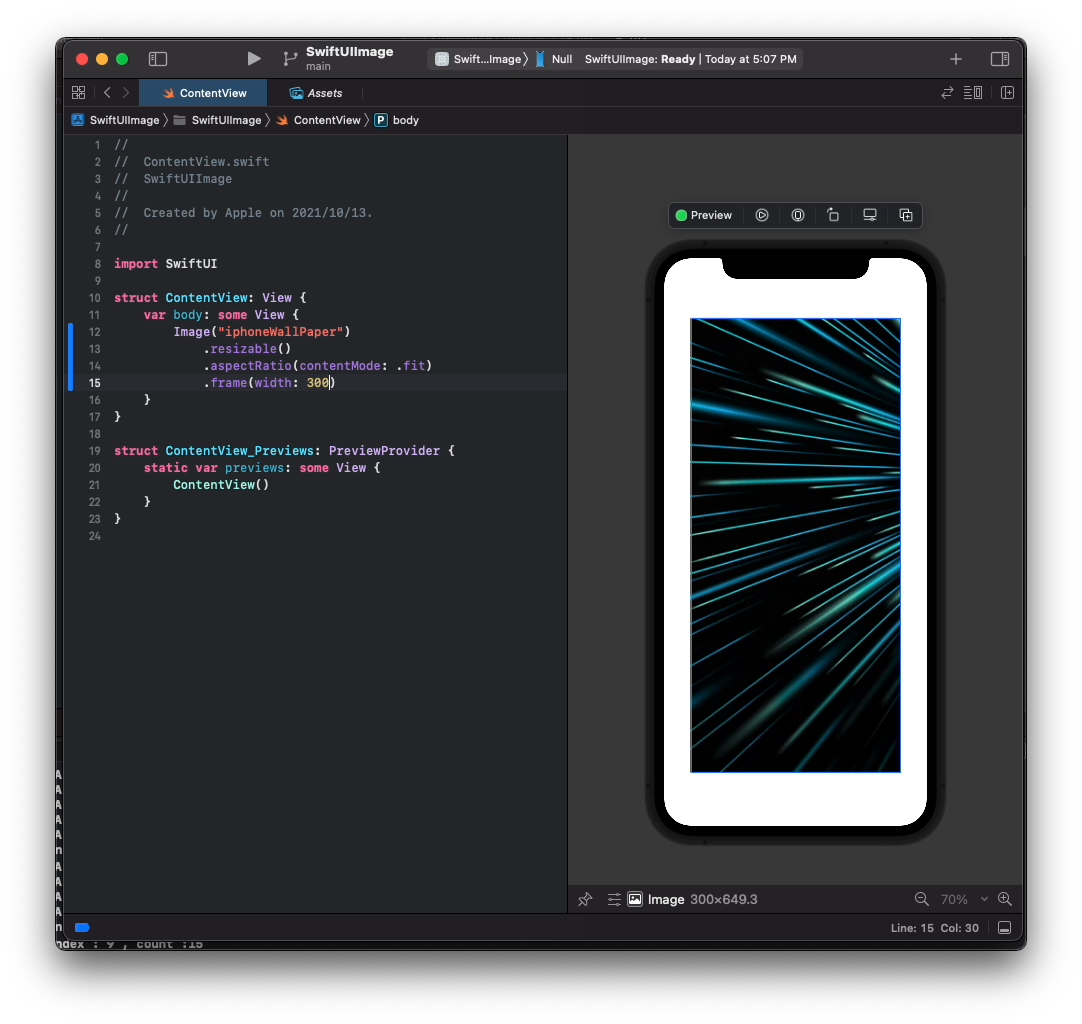 SwiftUIImage
main
Swift...Image〉 Null SwiftUIImage: Ready | Today at 5:07 PM
ContentView
Assets
SwiftUIImage 〉 SwiftUIImage 〉 ContentView 〉 P body
1 //
2 //  ContentView.swift
3 //  SwiftUIImage
4 //
5 //  Created by Apple on 2021/10/13.
6 //
7
8 import SwiftUI
9
10 struct ContentView: View {
11     var body: some View {
12         Image("iphoneWallPaper")
13             .resizable()
14             .aspectRatio(contentMode: .fit)
15             .frame(width: 300)
16     }
17 }
18
19 struct ContentView_Previews: PreviewProvider {
20     static var previews: some View {
21         ContentView()
22     }
23 }
24
Preview
Image 300×649.3
70%
Line: 15 Col: 30
A
A
A
A
A
n
A
A
A
A
n
ndex : 9 , count :15